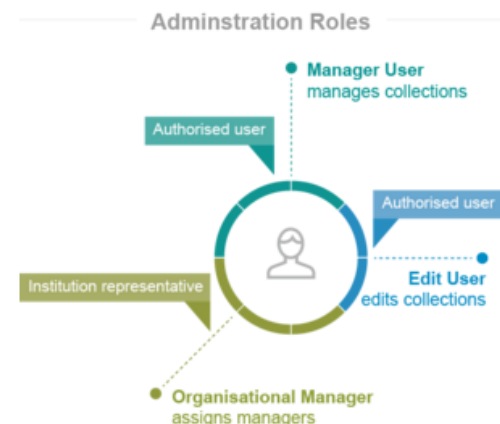 Adminstration Roles
Manager User
manages collections
Authorised user
Authorised user
Edit User
edits collections
Institution representative
Organisational Manager
assigns managers